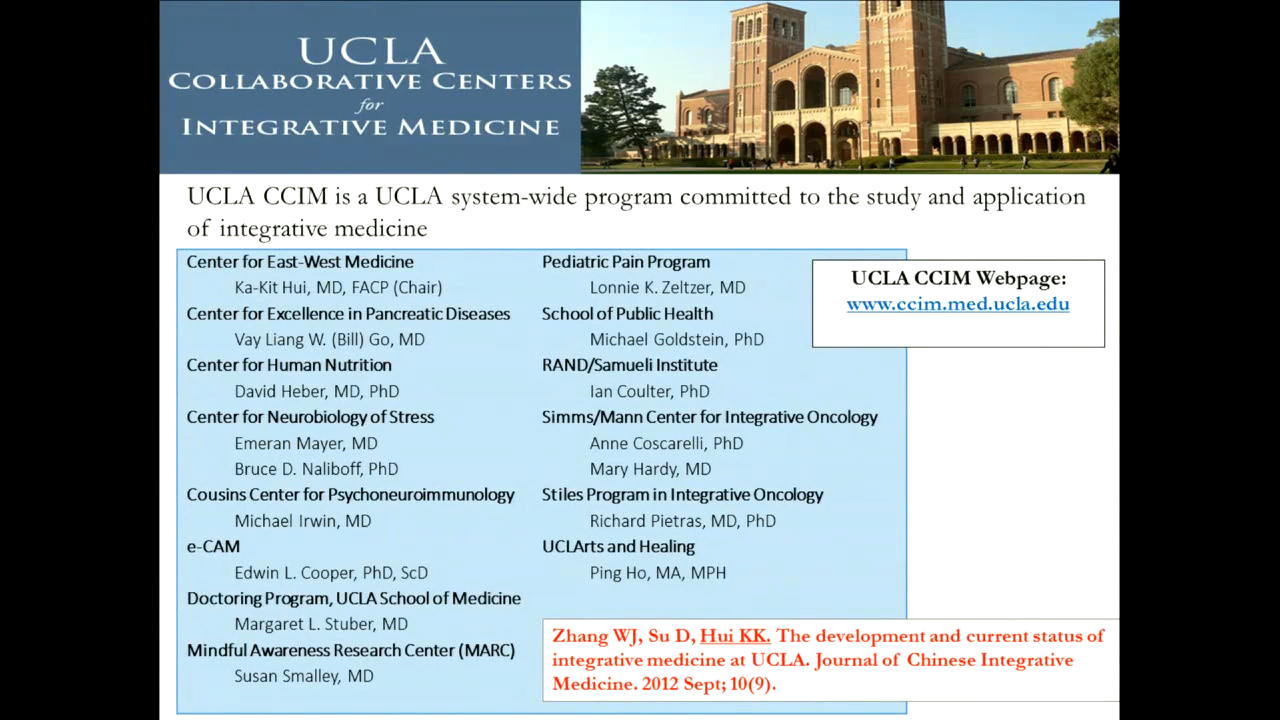 UCLA
COLLABORATIVE CENTERS
for
INTEGRATIVE MEDICINE
UCLA CCIM is a UCLA system-wide program committed to the study and application
of integrative medicine
Center for East-West Medicine
Ka-Kit Hui, MD, FACP (Chair)
Center for Excellence in Pancreatic Diseases
Vay Liang W. (Bill) Go, MD
Center for Human Nutrition
David Heber, MD, PhD
Center for Neurobiology of Stress
Emeran Mayer, MD
Bruce D. Naliboff, PhD
Cousins Center for Psychoneuroimmunology
Michael Irwin, MD
e-CAM
Edwin L. Cooper, PhD, ScD
Doctoring Program, UCLA School of Medicine
Margaret L. Stuber, MD
Mindful Awareness Research Center (MARC)
Susan Smalley, MD
Pediatric Pain Program
Lonnie K. Zeltzer, MD
School of Public Health
Michael Goldstein, PhD
RAND/Samueli Institute
Ian Coulter, PhD
Simms/Mann Center for Integrative Oncology
Anne Coscarelli, PhD
Mary Hardy, MD
Stiles Program in Integrative Oncology
Richard Pietras, MD, PhD
UCLArts and Healing
Ping Ho, MA, MPH
UCLA CCIM Webpage:
www.ccim.med.ucla.edu
Zhang WJ, Su D, Hui KK. The development and current status of
integrative medicine at UCLA. Journal of Chinese Integrative
Medicine. 2012 Sept; 10(9).